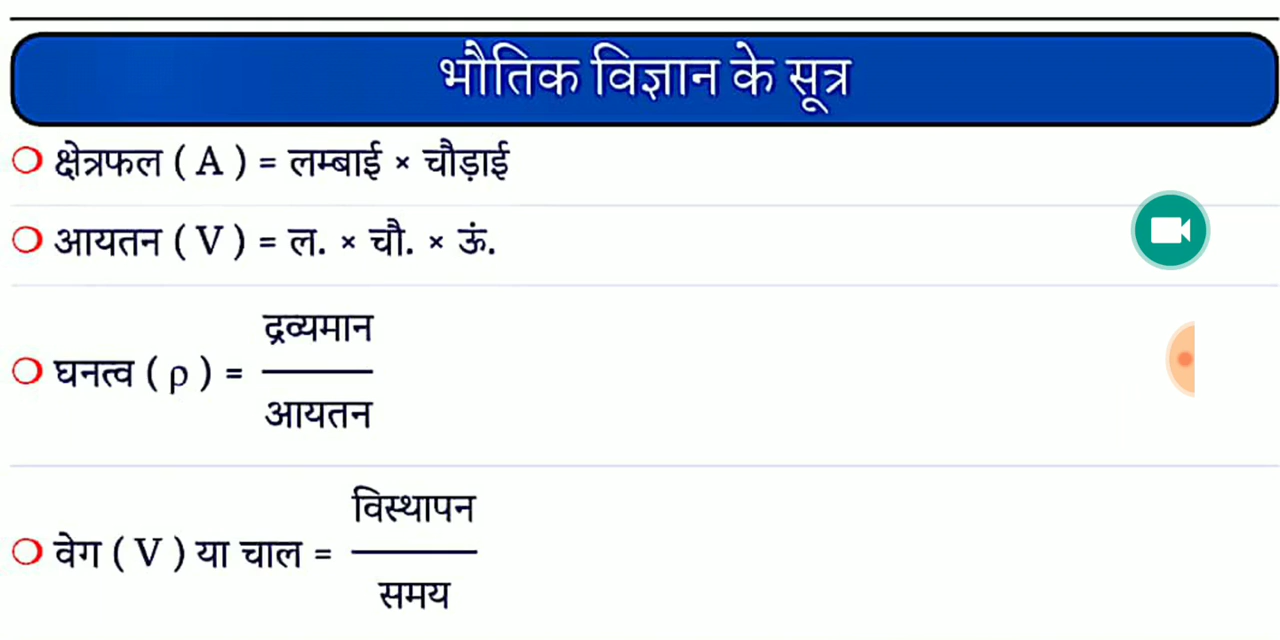 भौतिक विज्ञान के सूत्र
क्षेत्रफल ( A ) = लम्बाई × चौड़ाई
आयतन ( V ) = ल. × चौ. × ऊं.
द्रव्यमान
घनत्व ( ρ ) =
आयतन
विस्थापन
वेग ( V ) या चाल =
समय